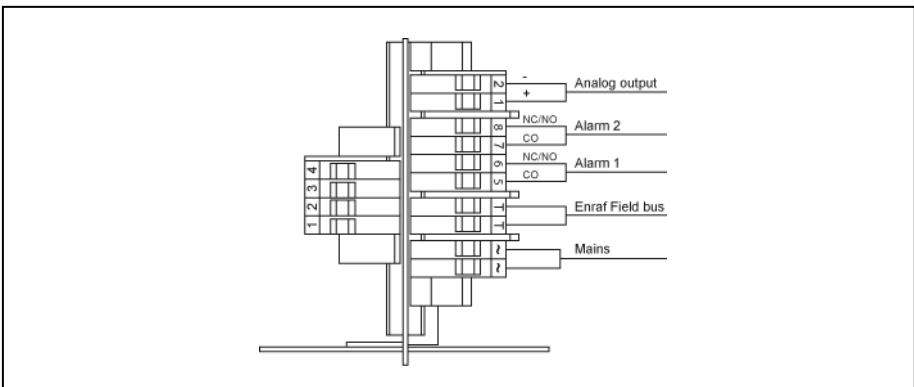 2 - Analog output
1 +
8 NC/NO Alarm 2
7 CO
6 NC/NO Alarm 1
5 CO
T Enraf Field bus
T
~ Mains
~
4
3
2
1